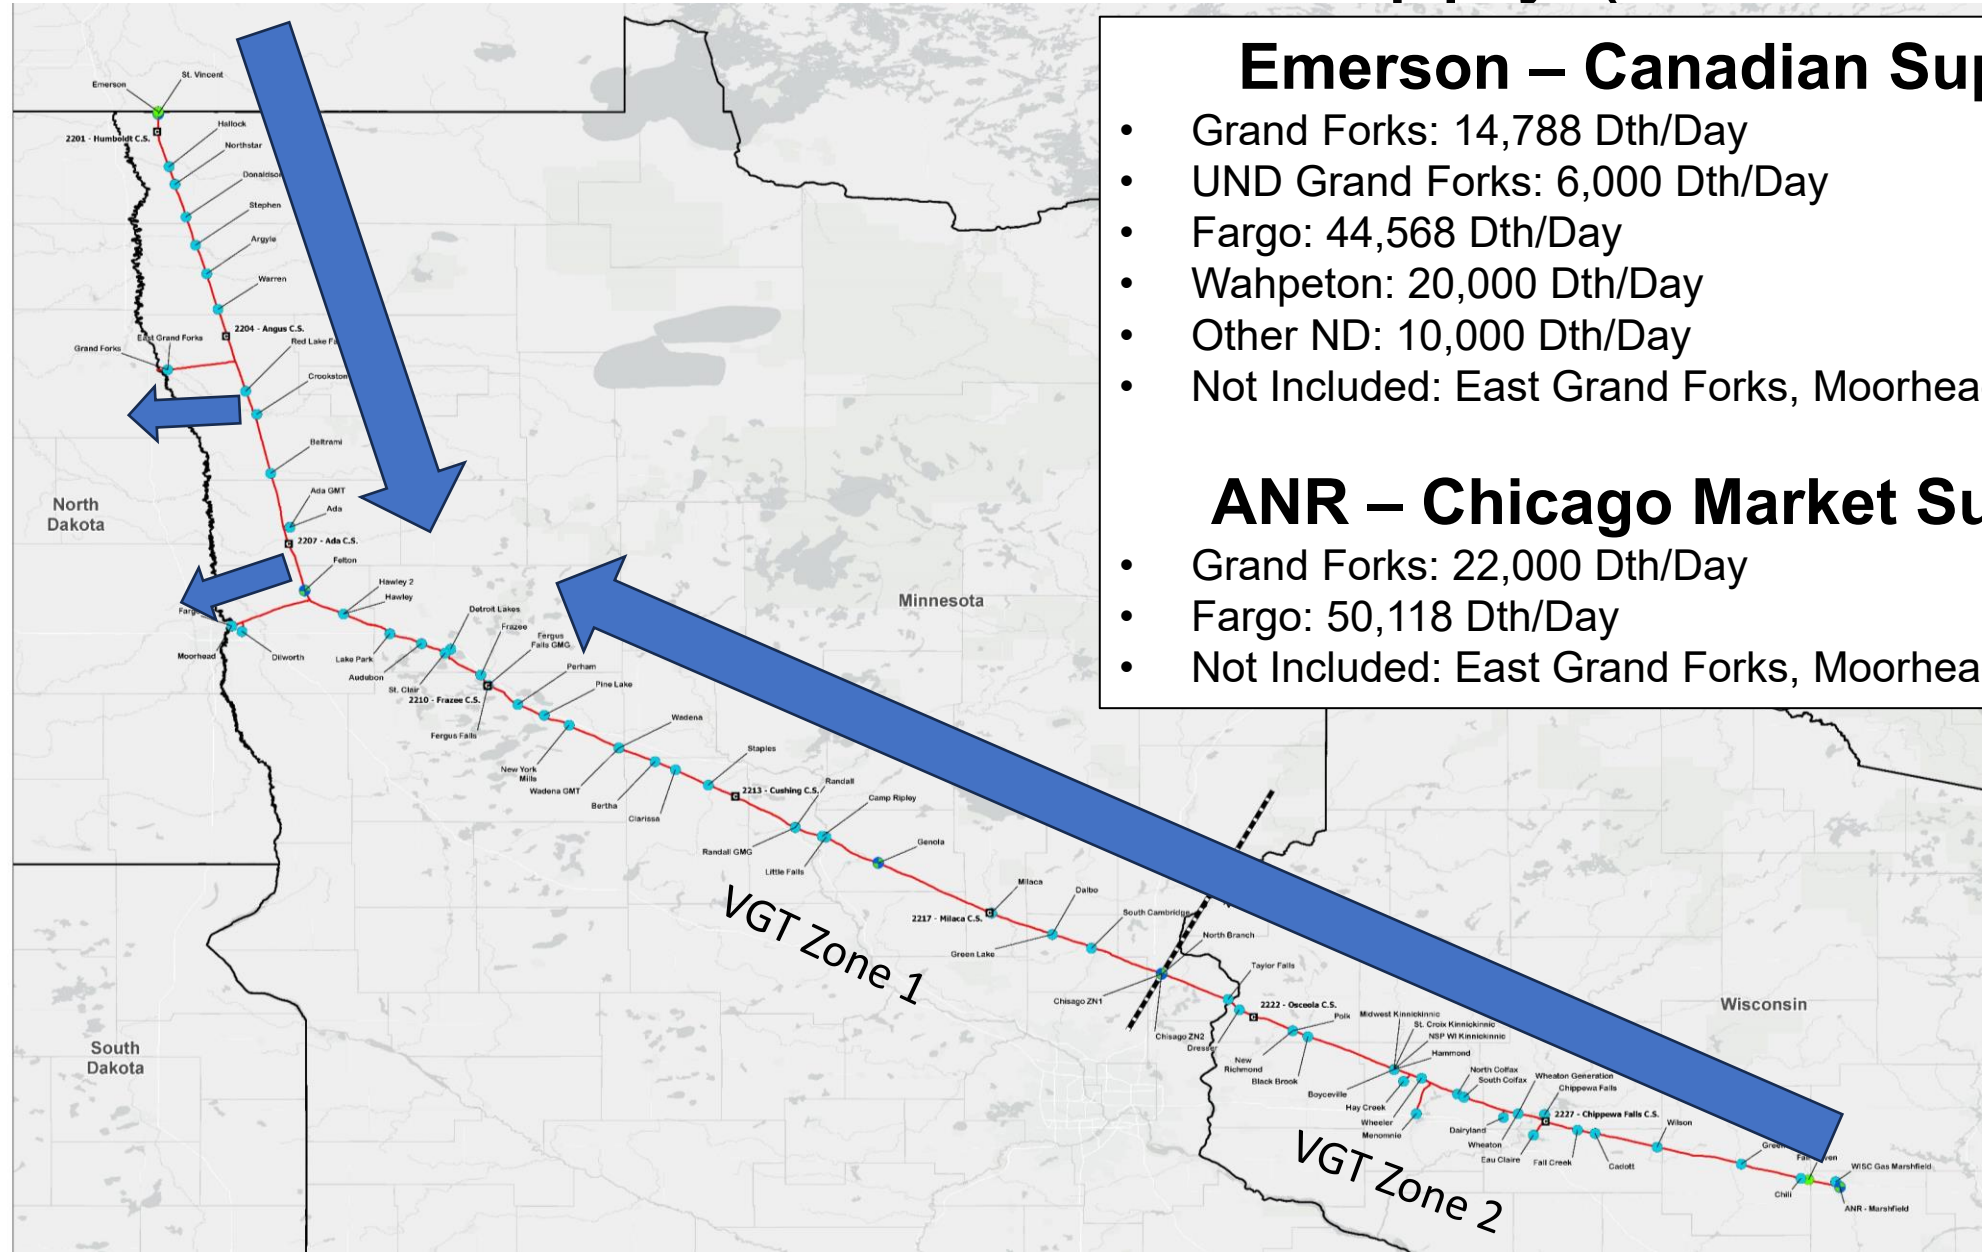 Emerson – Canadian Sup
• Grand Forks: 14,788 Dth/Day
• UND Grand Forks: 6,000 Dth/Day
• Fargo: 44,568 Dth/Day
• Wahpeton: 20,000 Dth/Day
• Other ND: 10,000 Dth/Day
• Not Included: East Grand Forks, Moorhea
ANR – Chicago Market Su
• Grand Forks: 22,000 Dth/Day
• Fargo: 50,118 Dth/Day
• Not Included: East Grand Forks, Moorhea
St. Vincent
Emerson
Hallock
2201 - Humboldt C.S.
Northstar
Donaldson
Stephen
Argyle
Warren
2204 - Angus C.S.
East Grand Forks
Red Lake Fa
Grand Forks
Crookston
Beltrami
Ada GMT
Ada
North
Dakota
2207 - Ada C.S.
Felton
Hawley 2
Hawley
Detroit Lakes
Farg
Frazee
Fergus
Falls GMG
Moorhead
Dilworth
Lake Park
Audubon
St. Clair
2210 - Frazee C.S.
Perham
Pine Lake
Fergus Falls
Wadena
New York
Mills
Wadena GMT
Staples
Bertha
Clarissa
2213 - Cushing C.S.
Randall
Camp Ripley
Randall GMG
Little Falls
Genola
Minnesota
VGT Zone 1
Milaca
2217 - Milaca C.S.
Dalbo
South Cambridge
Green Lake
North Branch
Chisago ZN1
Taylor Falls
Chisago ZN2
Dresser
2222 - Osceola C.S.
Polk
Midwest Kinnickinnic
St. Croix Kinnickinnic
NSP WI Kinnickinnic
Hammond
New
Richmond
Black Brook
Boyceville
North Colfax
South Colfax
Wheaton Generation
Chippewa Falls
Hay Creek
Wheeler
Menomnie
2227 - Chippewa Falls C.S.
Dairyland
Wheaton
Eau Claire
Fall Creek
Cadott
Wilson
Wisconsin
VGT Zone 2
Green
WISC Gas Marshfield
Chili
ANR - Marshfield
South
Dakota